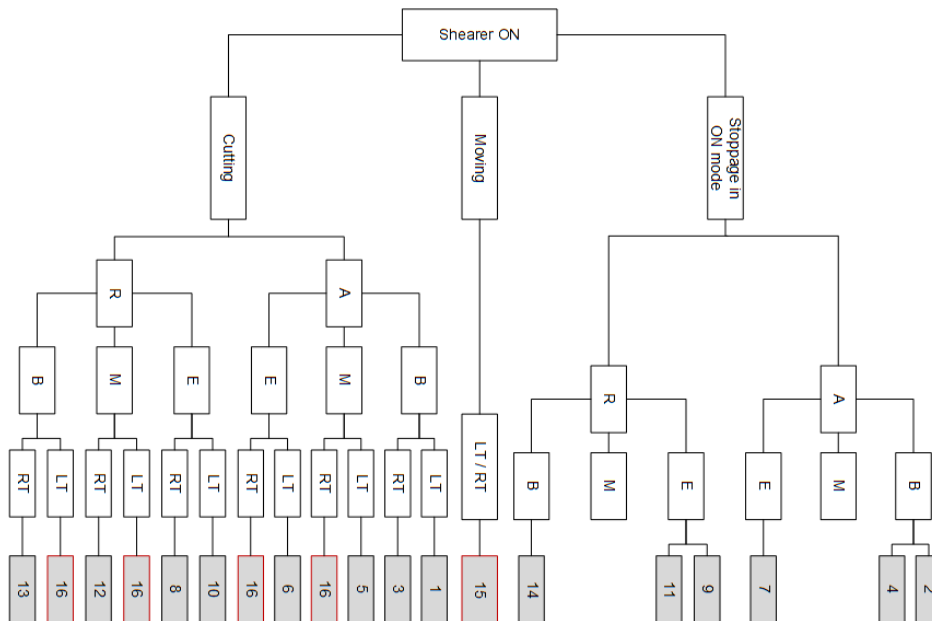 Shearer ON
Cutting
Moving
Stoppage in
ON mode
R
A
B
M
E
E
M
B
R
A
LT / RT
B
M
E
E
M
B
RT
LT
RT
LT
RT
LT
RT
LT
RT
LT
RT
LT
13
16
12
16
8
10
16
6
16
5
3
1
15
14
11
9
7
4
2